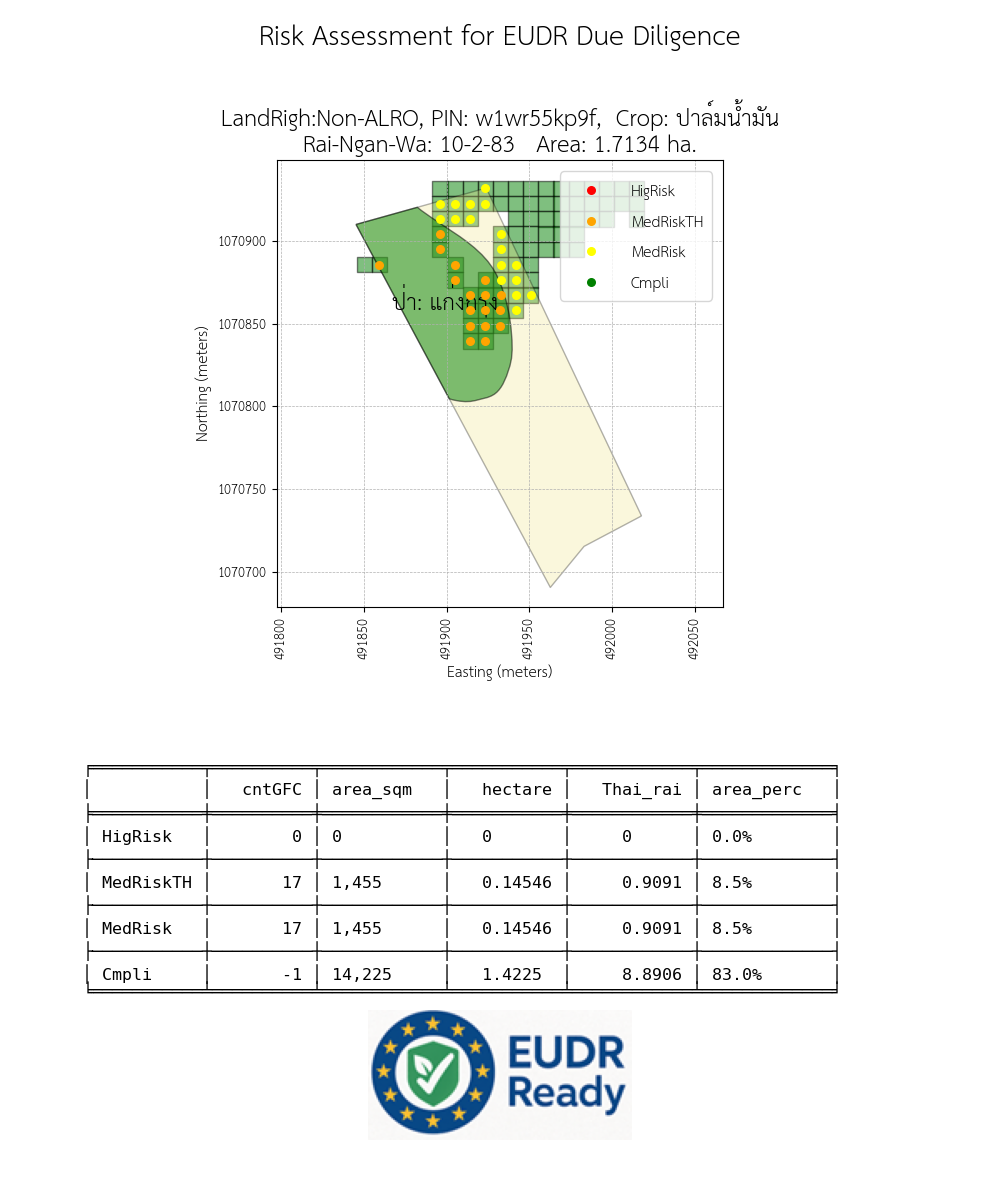 Risk Assessment for EUDR Due Diligence
LandRigh:Non-ALRO, PIN: w1wr55kp9f, Crop: ปาล์มน้ำมัน
Rai-Ngan-Wa: 10-2-83 Area: 1.7134 ha.
HigRisk
MedRiskTH
MedRisk
Cmpli
ป่า: แก่งกรุง
1070900
1070850
1070800
1070750
1070700
Northing (meters)
491800 491850 491900 491950 492000 492050
Easting (meters)
cntGFC area_sqm hectare Thai_rai area_perc
HigRisk 0 0 0 0 0.0%
MedRiskTH 17 1,455 0.14546 0.9091 8.5%
MedRisk 17 1,455 0.14546 0.9091 8.5%
Cmpli -1 14,225 1.4225 8.8906 83.0%
EUDR
Ready